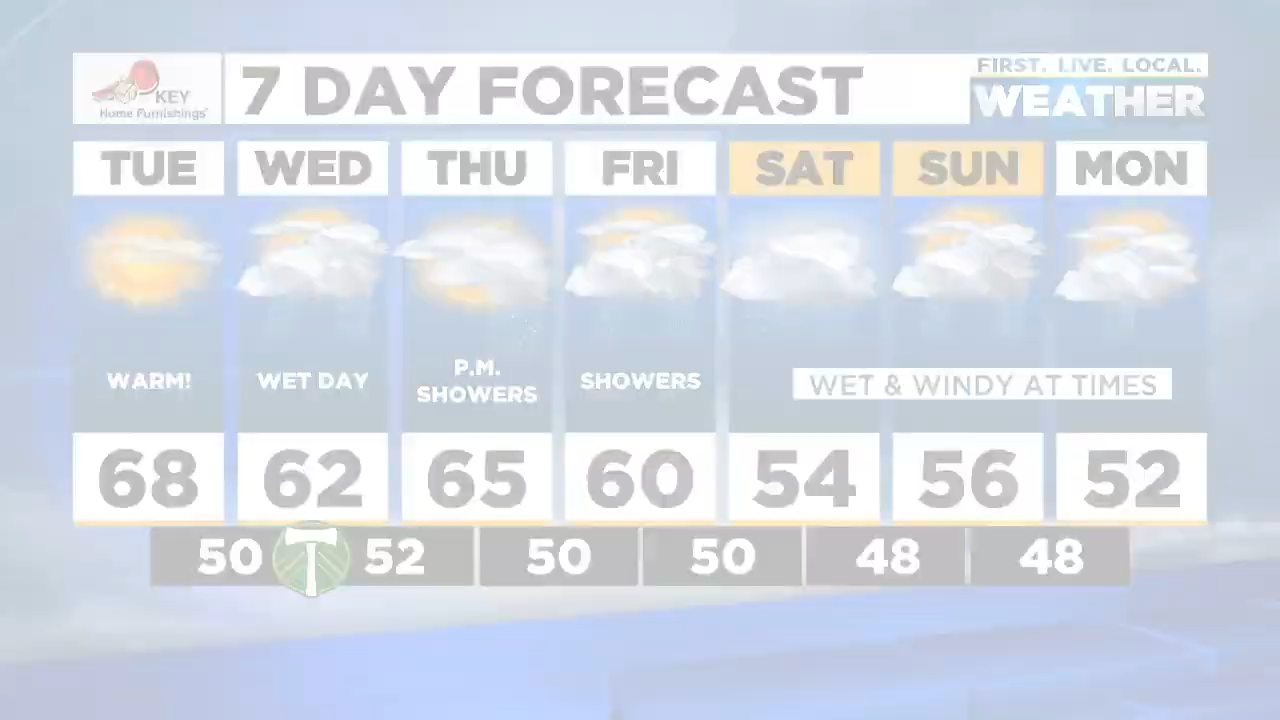 KEY
Home Furnishings
7 DAY FORECAST
FIRST. LIVE. LOCAL.
WEATHER
TUE WED THU FRI SAT SUN MON
WARM!
WET DAY
P.M.
SHOWERS
SHOWERS
WET & WINDY AT TIMES
68 62 65 60 54 56 52
50 52 50 50 48 48